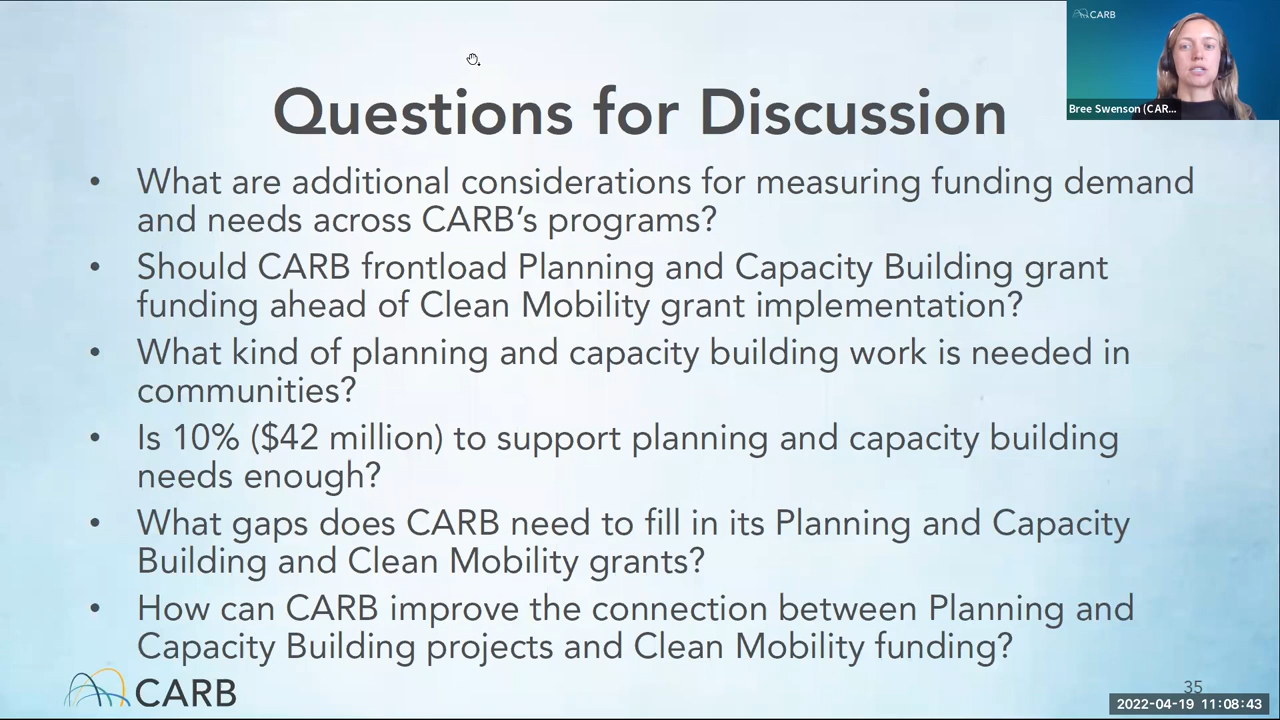 CARB
Bree Swenson (CAR...
Questions for Discussion
• What are additional considerations for measuring funding demand
and needs across CARB's programs?
• Should CARB frontload Planning and Capacity Building grant
funding ahead of Clean Mobility grant implementation?
• What kind of planning and capacity building work is needed in
communities?
• Is 10% ($42 million) to support planning and capacity building
needs enough?
• What gaps does CARB need to fill in its Planning and Capacity
Building and Clean Mobility grants?
• How can CARB improve the connection between Planning and
Capacity Building projects and Clean Mobility funding?
CARB
35
2022-04-19 11:08:43